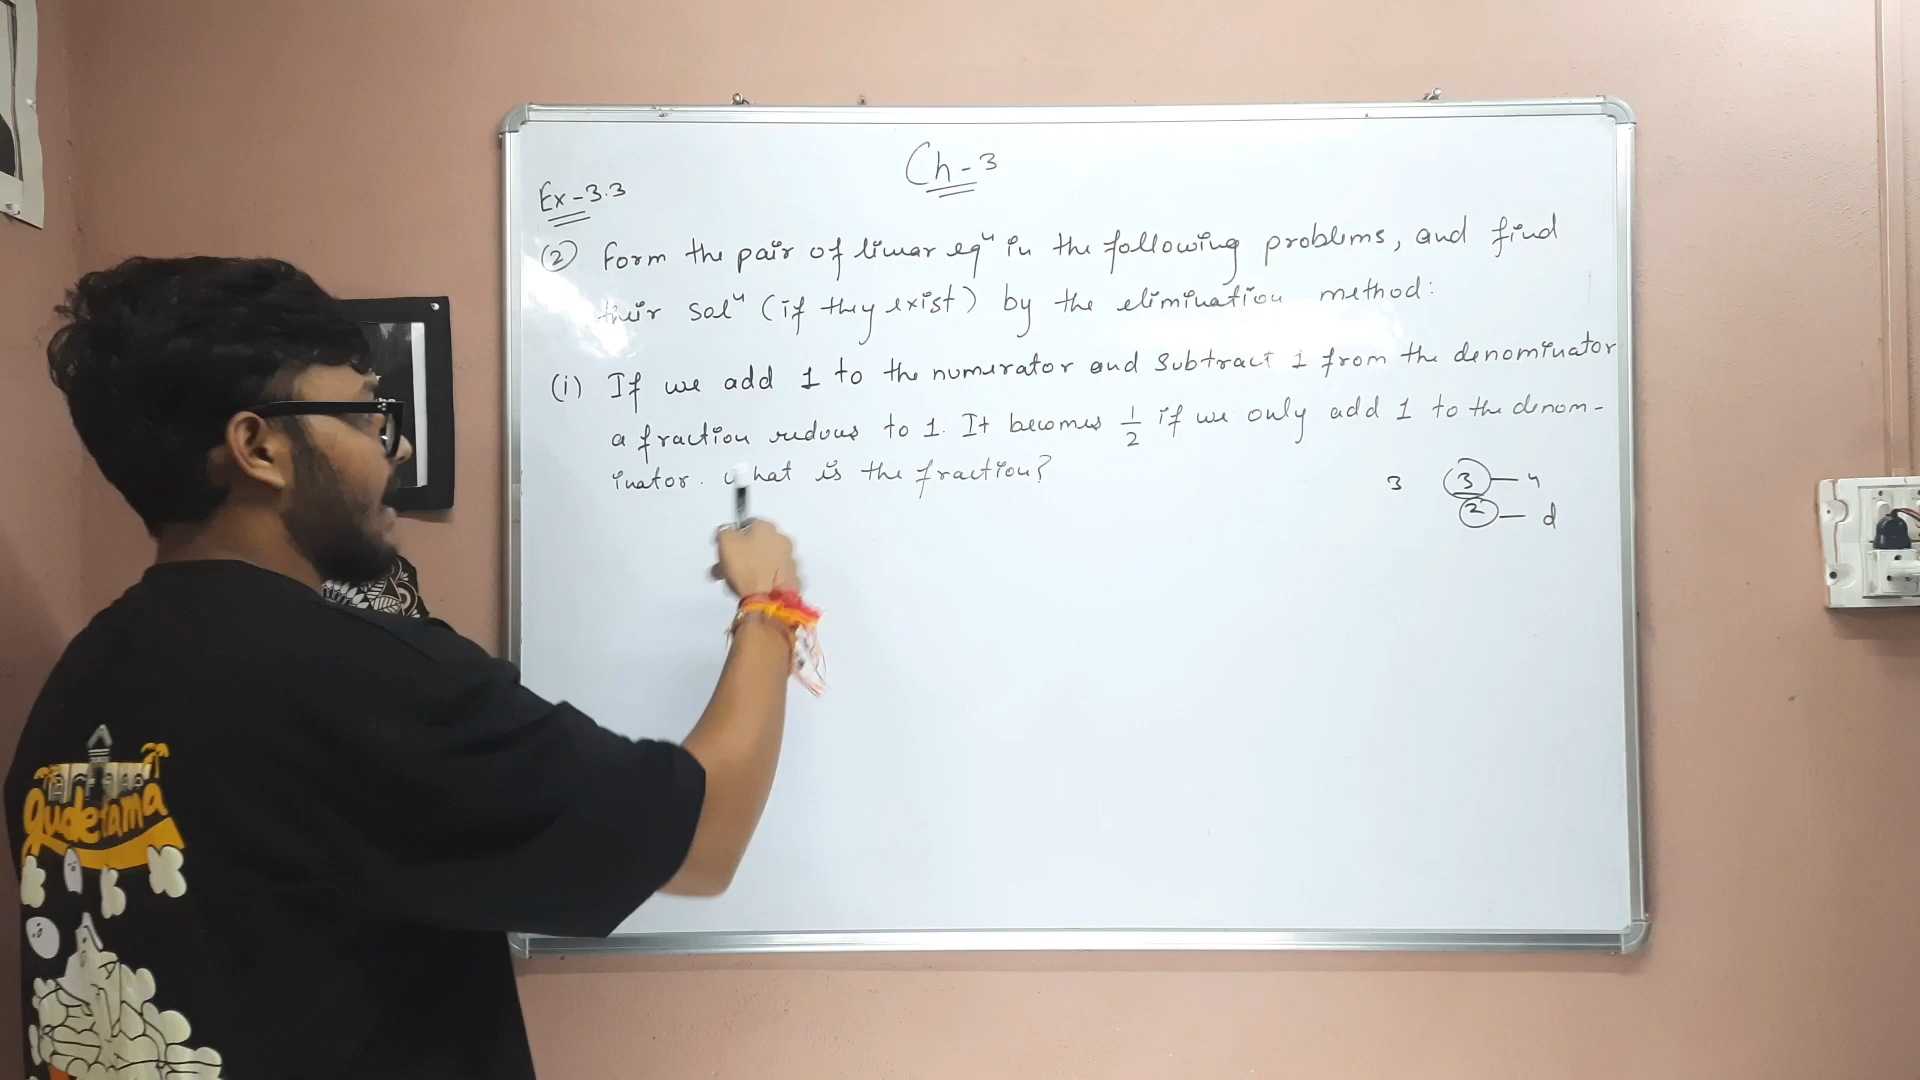 Ch-3
Ex-3.3
② Form the pair of linear eqⁿ in the following problems, and find
their solⁿ (if they exist) by the elimination method:
(i) If we add 1 to the numerator and subtract 1 from the denominator
a fraction reduces to 1. It becomes 1/2 if we only add 1 to the denom-
inator. What is the fraction?
3 3 — n
2 — d
Gudetama